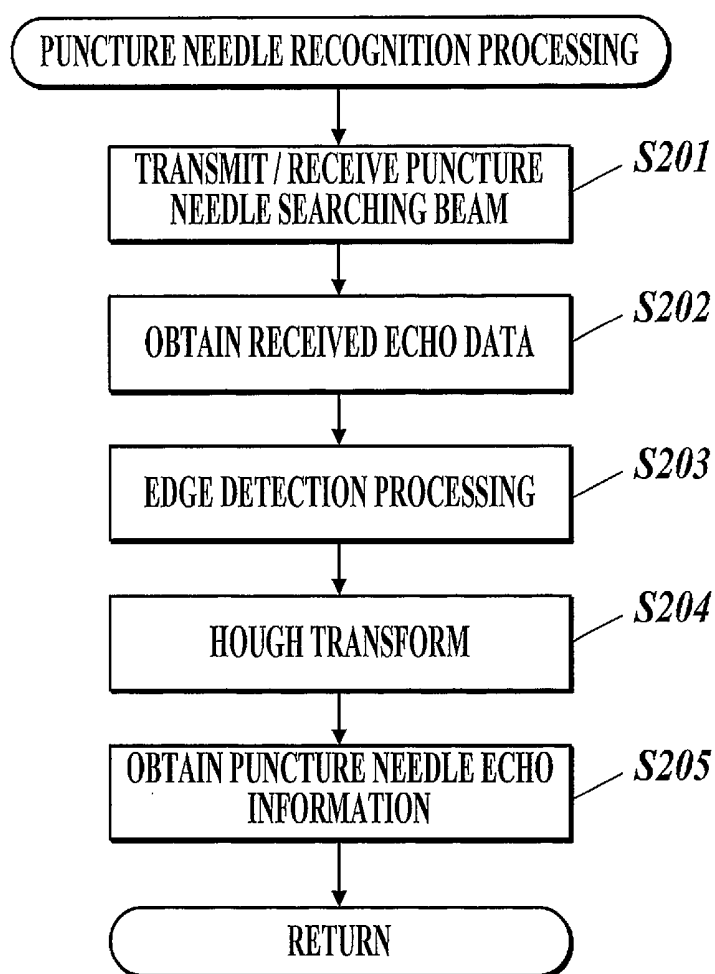 PUNCTURE NEEDLE RECOGNITION PROCESSING
TRANSMIT / RECEIVE PUNCTURE
NEEDLE SEARCHING BEAM
S201
OBTAIN RECEIVED ECHO DATA
S202
EDGE DETECTION PROCESSING
S203
HOUGH TRANSFORM
S204
OBTAIN PUNCTURE NEEDLE ECHO
INFORMATION
S205
RETURN